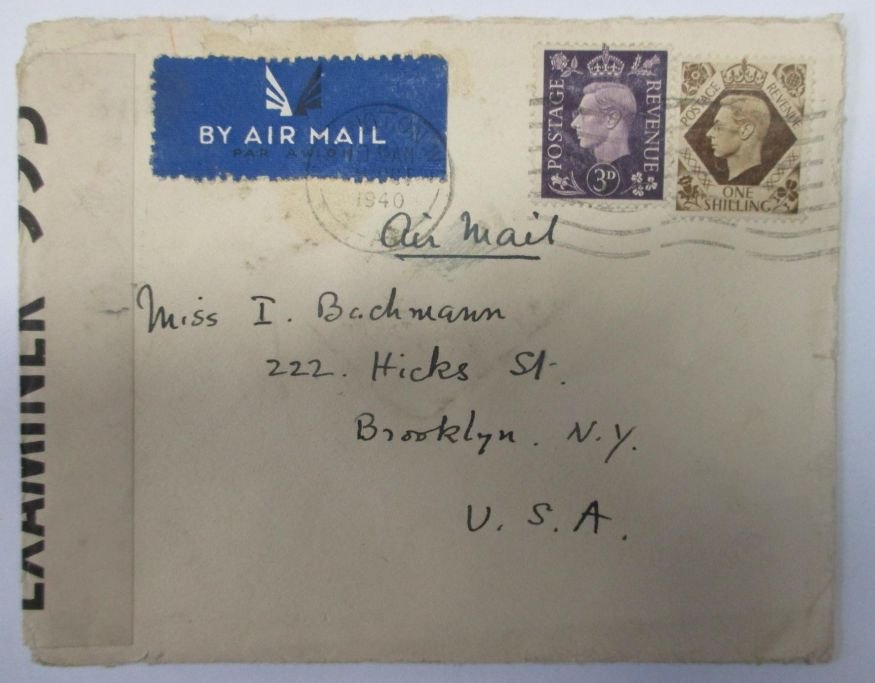 BY AIR MAIL
PAR AVION
1940
POSTAGE REVENUE
3D
POSTAGE REVENUE
ONE
SHILLING
Air Mail
Miss I. Bachmann
222. Hicks St.
Brooklyn. N.Y.
U. S. A.
EXAMINER